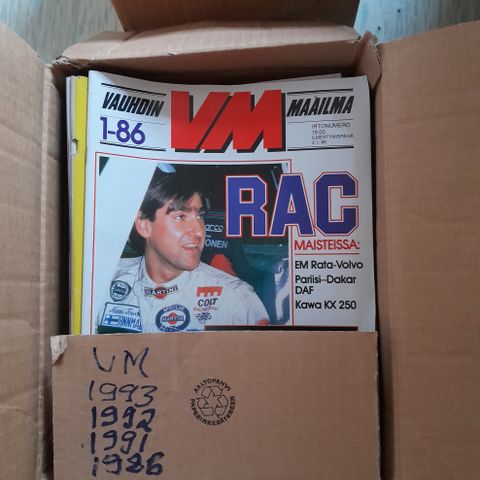 VAUHDIN VM MAAILMA
1-86
IRTONUMERO
RAC
MAISTEISSA:
EM Rata-Volvo
Pariisi-Dakar
DAF
Kawa KX 250
MARTINI
COLT
VM
1993
1992
1991
1986
AALTOPAHVI